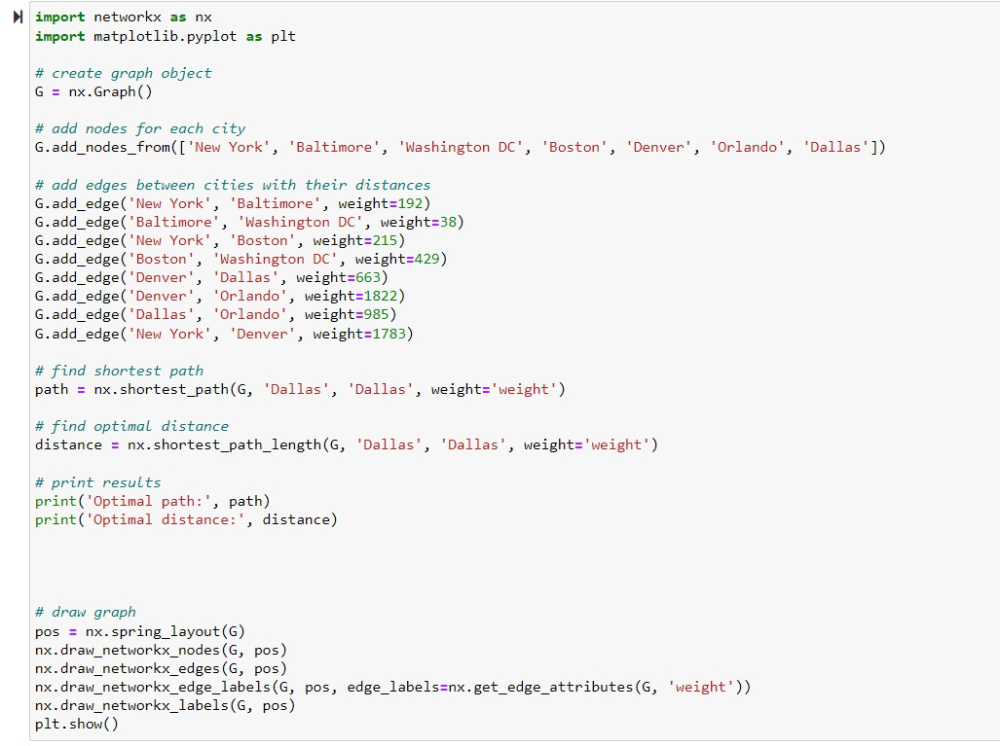 import networkx as nx
import matplotlib.pyplot as plt
# create graph object
G = nx.Graph()
# add nodes for each city
G.add_nodes_from(['New York', 'Baltimore', 'Washington DC', 'Boston', 'Denver', 'Orlando', 'Dallas'])
# add edges between cities with their distances
G.add_edge('New York', 'Baltimore', weight=192)
G.add_edge('Baltimore', 'Washington DC', weight=38)
G.add_edge('New York', 'Boston', weight=215)
G.add_edge('Boston', 'Washington DC', weight=429)
G.add_edge('Denver', 'Dallas', weight=663)
G.add_edge('Denver', 'Orlando', weight=1822)
G.add_edge('Dallas', 'Orlando', weight=985)
G.add_edge('New York', 'Denver', weight=1783)
# find shortest path
path = nx.shortest_path(G, 'Dallas', 'Dallas', weight='weight')
# find optimal distance
distance = nx.shortest_path_length(G, 'Dallas', 'Dallas', weight='weight')
# print results
print('Optimal path:', path)
print('Optimal distance:', distance)
# draw graph
pos = nx.spring_layout(G)
nx.draw_networkx_nodes(G, pos)
nx.draw_networkx_edges(G, pos)
nx.draw_networkx_edge_labels(G, pos, edge_labels=nx.get_edge_attributes(G, 'weight'))
nx.draw_networkx_labels(G, pos)
plt.show()